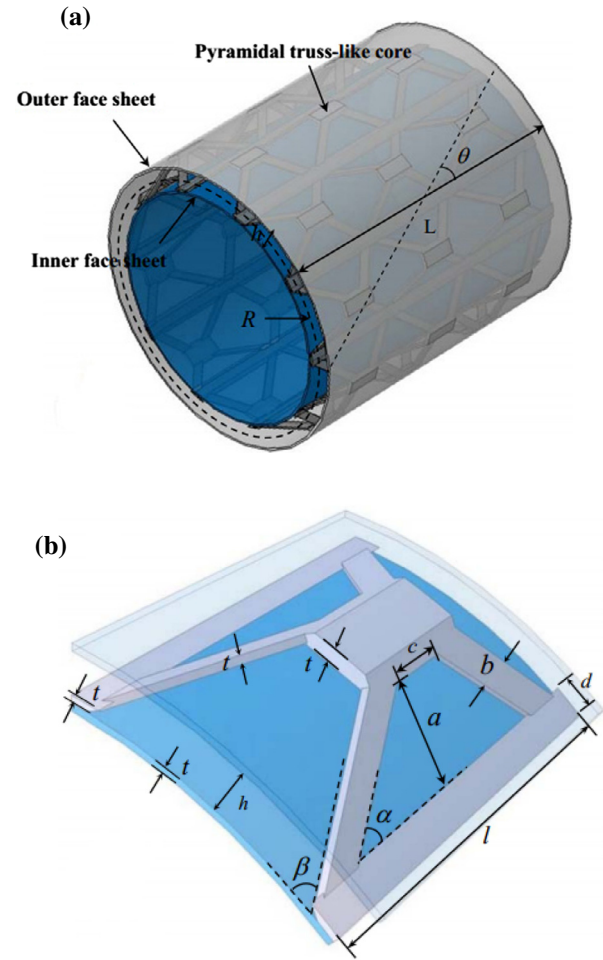 (a)
Pyramidal truss-like core
Outer face sheet
θ
L
h
Inner face sheet
R
(b)
t
t
c
b
d
t
a
t
h
α
l
β